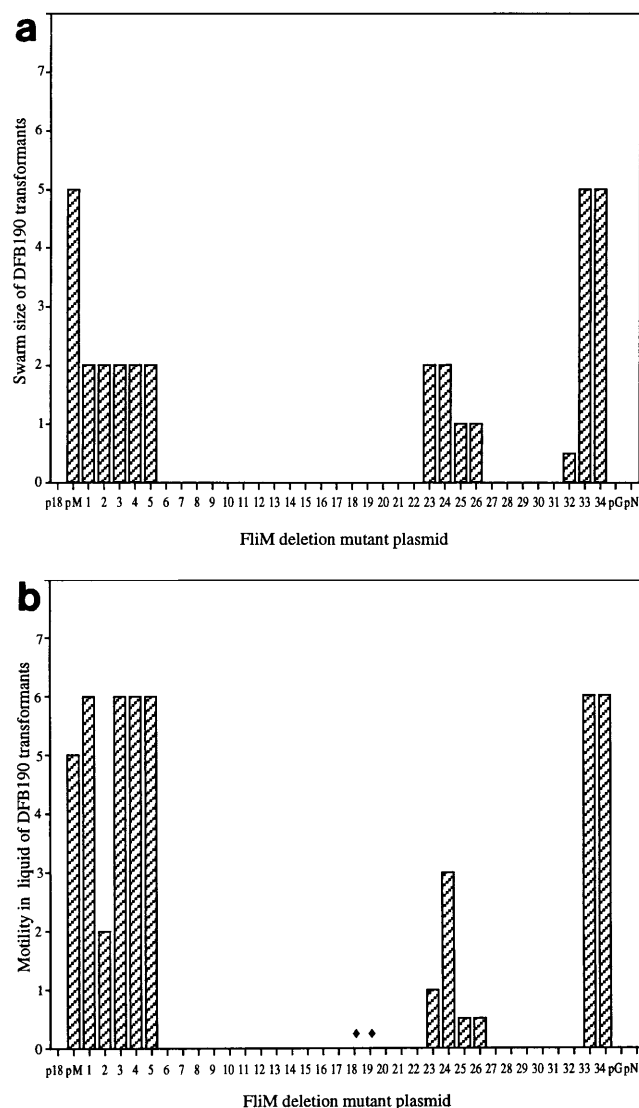 a
Swarm size of DFB190 transformants
7
6
5
4
3
2
1
0
p18 pM 1 2 3 4 5 6 7 8 9 10 11 12 13 14 15 16 17 18 19 20 21 22 23 24 25 26 27 28 29 30 31 32 33 34 pG pN
FliM deletion mutant plasmid
b
Motility in liquid of DFB190 transformants
7
6
5
4
3
2
1
0
p18 pM 1 2 3 4 5 6 7 8 9 10 11 12 13 14 15 16 17 18 19 20 21 22 23 24 25 26 27 28 29 30 31 32 33 34 pG pN
FliM deletion mutant plasmid